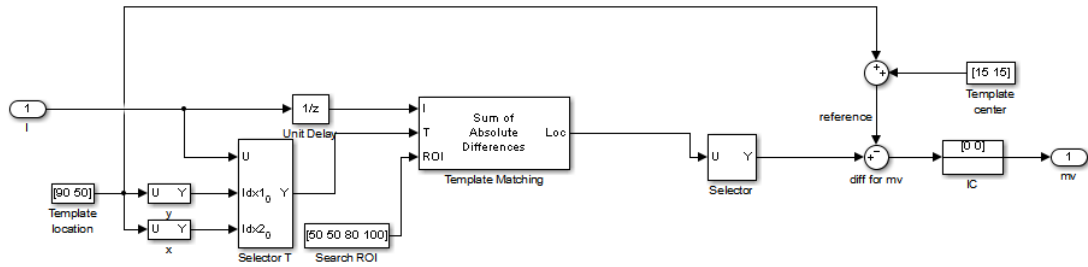 [15 15]
Template
center
reference
1
I
1/z
Unit Delay
I
T
ROI
Sum of
Absolute
Differences
Loc
Template Matching
U
Y
Selector
diff for mv
[0 0]
IC
1
mv
[90 50]
Template
location
U Y
y
U Y
x
U
Idx1 0
Idx2 0
Y
Selector T
[50 50 80 100]
Search ROI
+
+
+
−